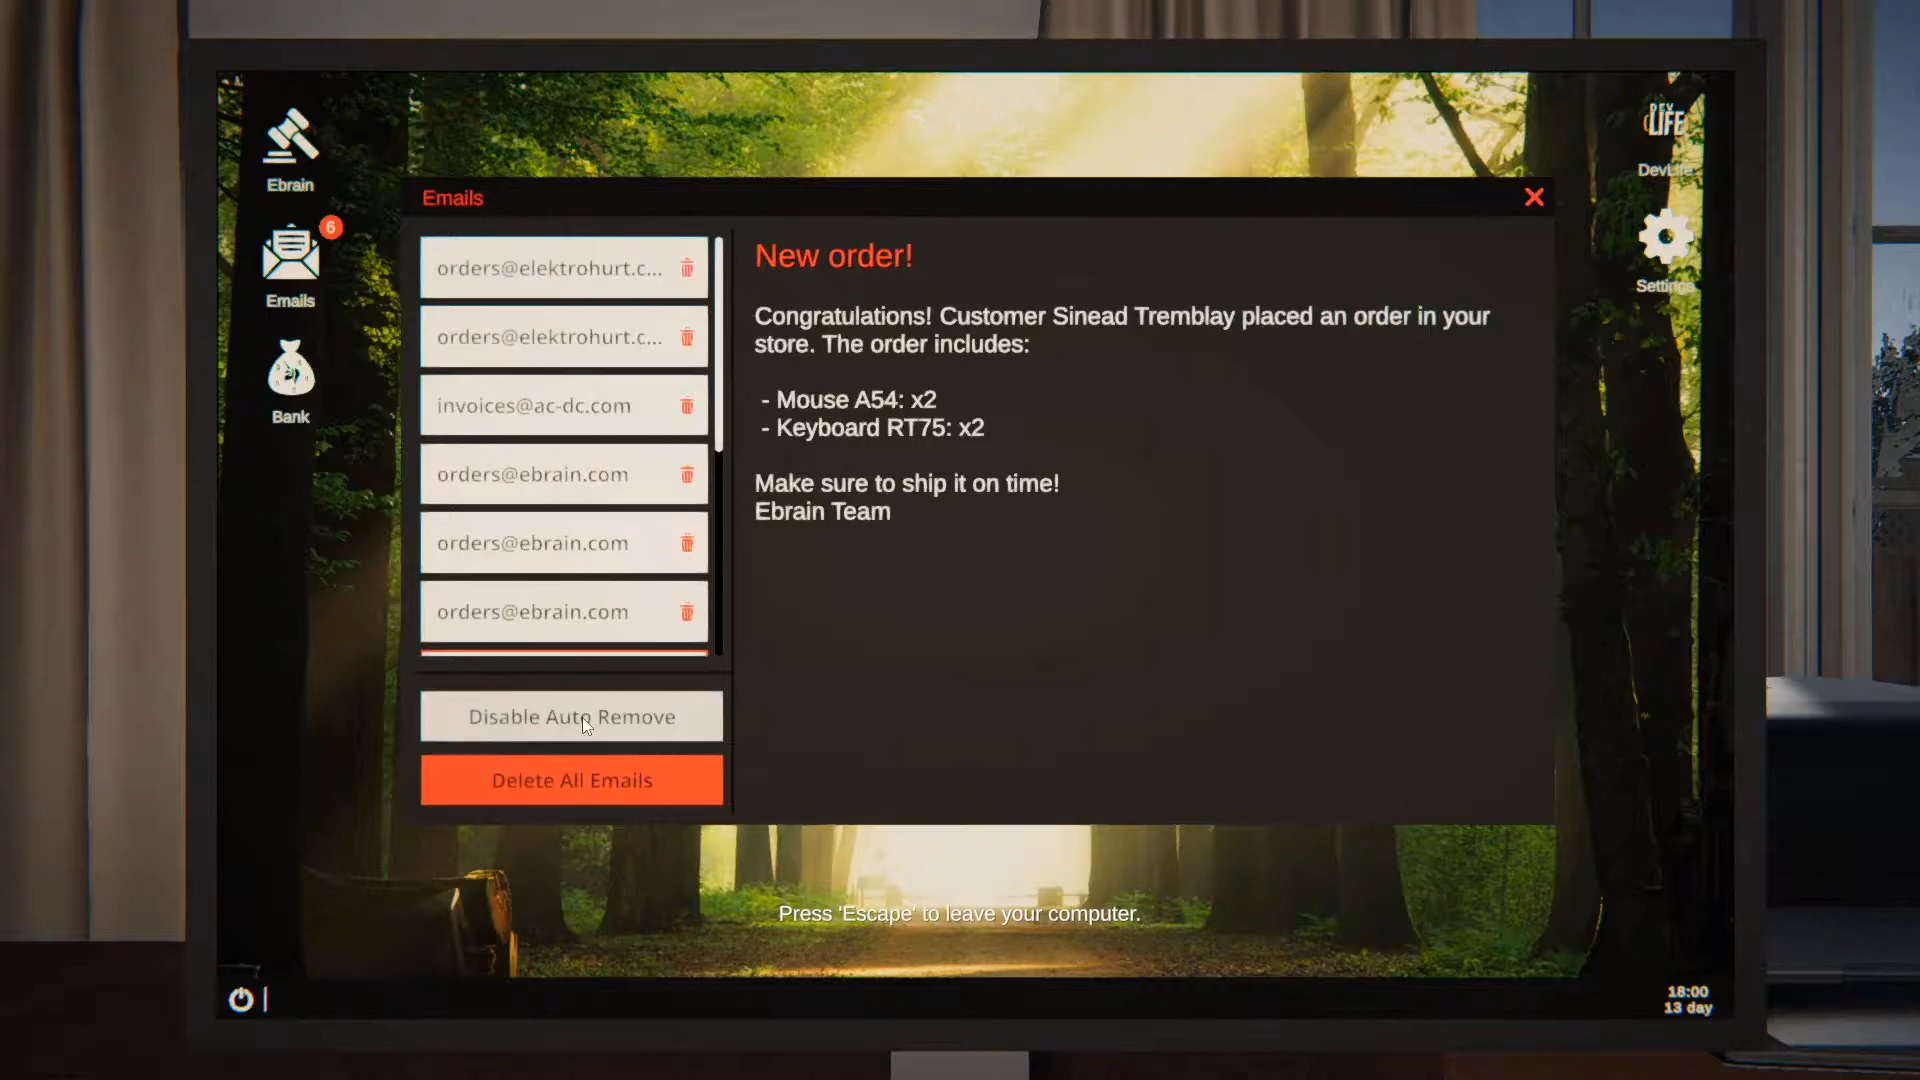 Ebrain
6
Emails
Bank
DEV
LIFE
DevLife
Settings
Emails
orders@elektrohurt.c...
orders@elektrohurt.c...
invoices@ac-dc.com
orders@ebrain.com
orders@ebrain.com
orders@ebrain.com
Disable Auto Remove
Delete All Emails
New order!
Congratulations! Customer Sinead Tremblay placed an order in your
store. The order includes:
- Mouse A54: x2
- Keyboard RT75: x2
Make sure to ship it on time!
Ebrain Team
Press 'Escape' to leave your computer.
18:00
13 day